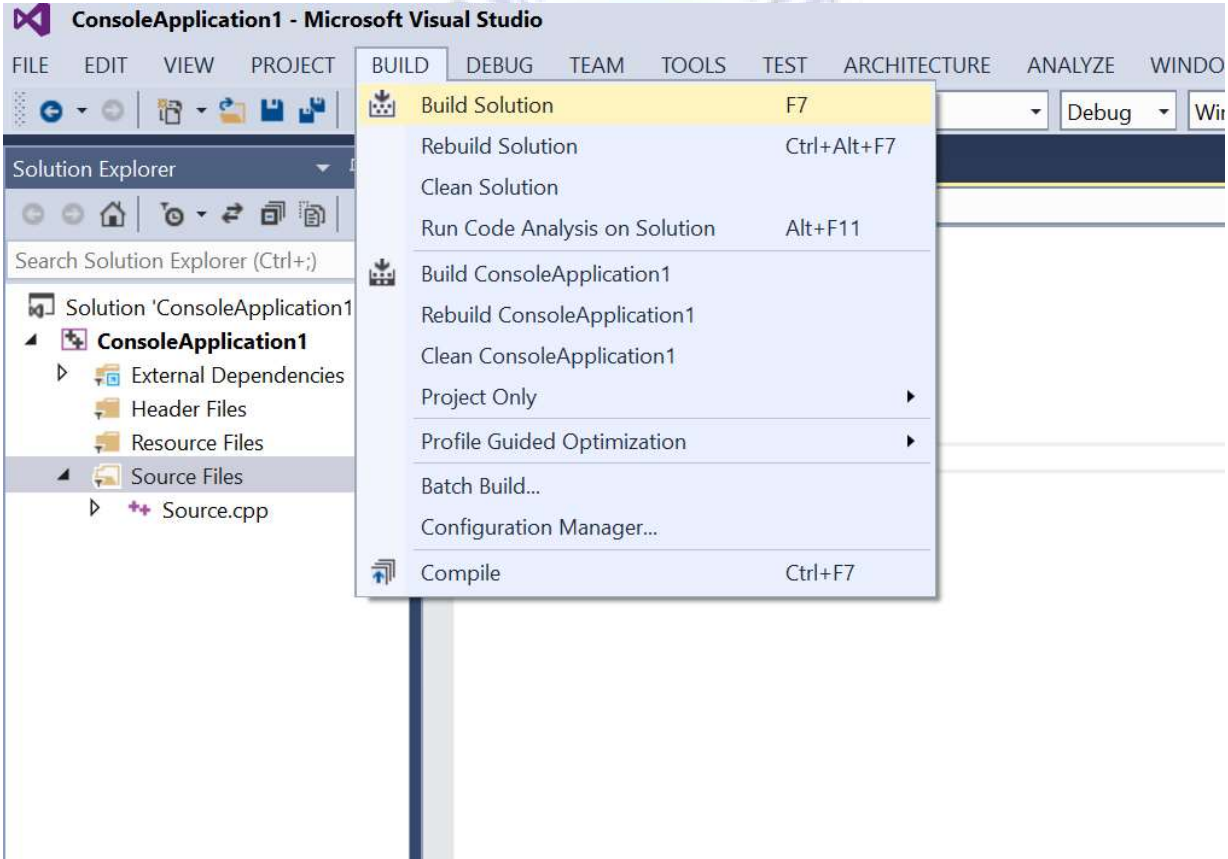 ConsoleApplication1 - Microsoft Visual Studio
FILE EDIT VIEW PROJECT BUILD DEBUG TEAM TOOLS TEST ARCHITECTURE ANALYZE WINDO
Debug Wi
Solution Explorer
Search Solution Explorer (Ctrl+;)
Solution 'ConsoleApplication1
ConsoleApplication1
External Dependencies
Header Files
Resource Files
Source Files
Source.cpp
Build Solution F7
Rebuild Solution Ctrl+Alt+F7
Clean Solution
Run Code Analysis on Solution Alt+F11
Build ConsoleApplication1
Rebuild ConsoleApplication1
Clean ConsoleApplication1
Project Only
Profile Guided Optimization
Batch Build...
Configuration Manager...
Compile Ctrl+F7